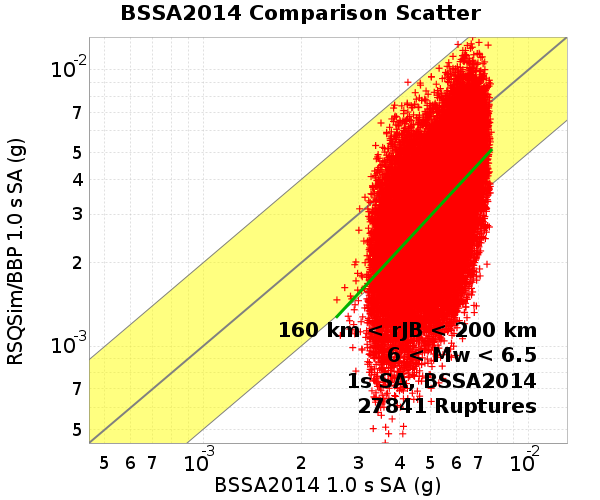 BSSA2014 Comparison Scatter
RSQSim/BBP 1.0 s SA (g)
10-2
7
5
4
3
2
10-3
7
5
160 km < rJB < 200 km
6 < Mw < 6.5
1s SA, BSSA2014
27841 Ruptures
5 6 7 10-3 2 3 4 5 6 7 10-2
BSSA2014 1.0 s SA (g)